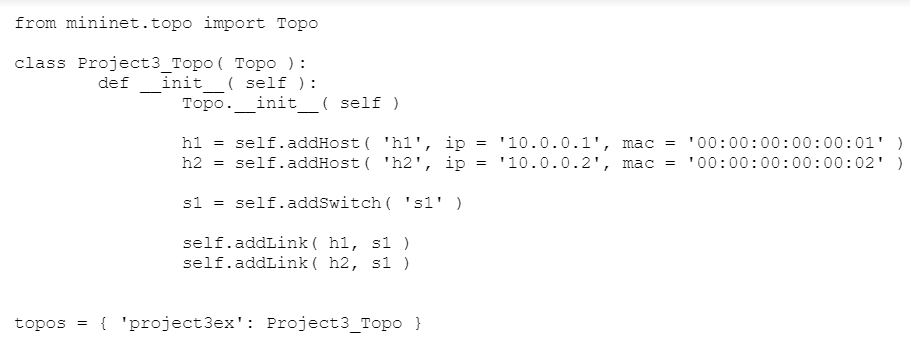 from mininet.topo import Topo

class Project3_Topo( Topo ):
        def __init__( self ):
                Topo.__init__( self )

                h1 = self.addHost( 'h1', ip = '10.0.0.1', mac = '00:00:00:00:00:01' )
                h2 = self.addHost( 'h2', ip = '10.0.0.2', mac = '00:00:00:00:00:02' )

                s1 = self.addSwitch( 's1' )

                self.addLink( h1, s1 )
                self.addLink( h2, s1 )


topos = { 'project3ex': Project3_Topo }